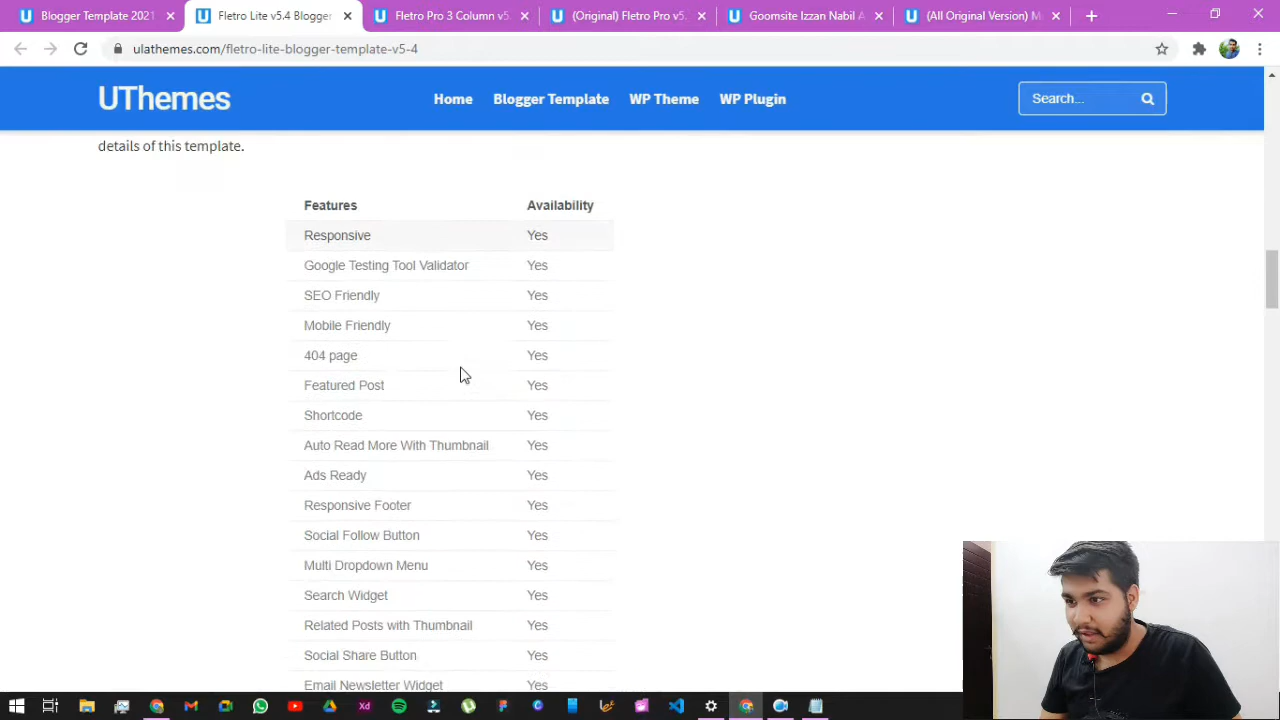 Blogger Template 2021
Fletro Lite v5.4 Blogger
Fletro Pro 3 Column v5.
(Original) Fletro Pro v5.
Goomsite Izzan Nabil A
(All Original Version) M
ulathemes.com/fletro-lite-blogger-template-v5-4
UThemes
Home
Blogger Template
WP Theme
WP Plugin
Search...
details of this template.
Features Availability
Responsive Yes
Google Testing Tool Validator Yes
SEO Friendly Yes
Mobile Friendly Yes
404 page Yes
Featured Post Yes
Shortcode Yes
Auto Read More With Thumbnail Yes
Ads Ready Yes
Responsive Footer Yes
Social Follow Button Yes
Multi Dropdown Menu Yes
Search Widget Yes
Related Posts with Thumbnail Yes
Social Share Button Yes
Email Newsletter Widget Yes